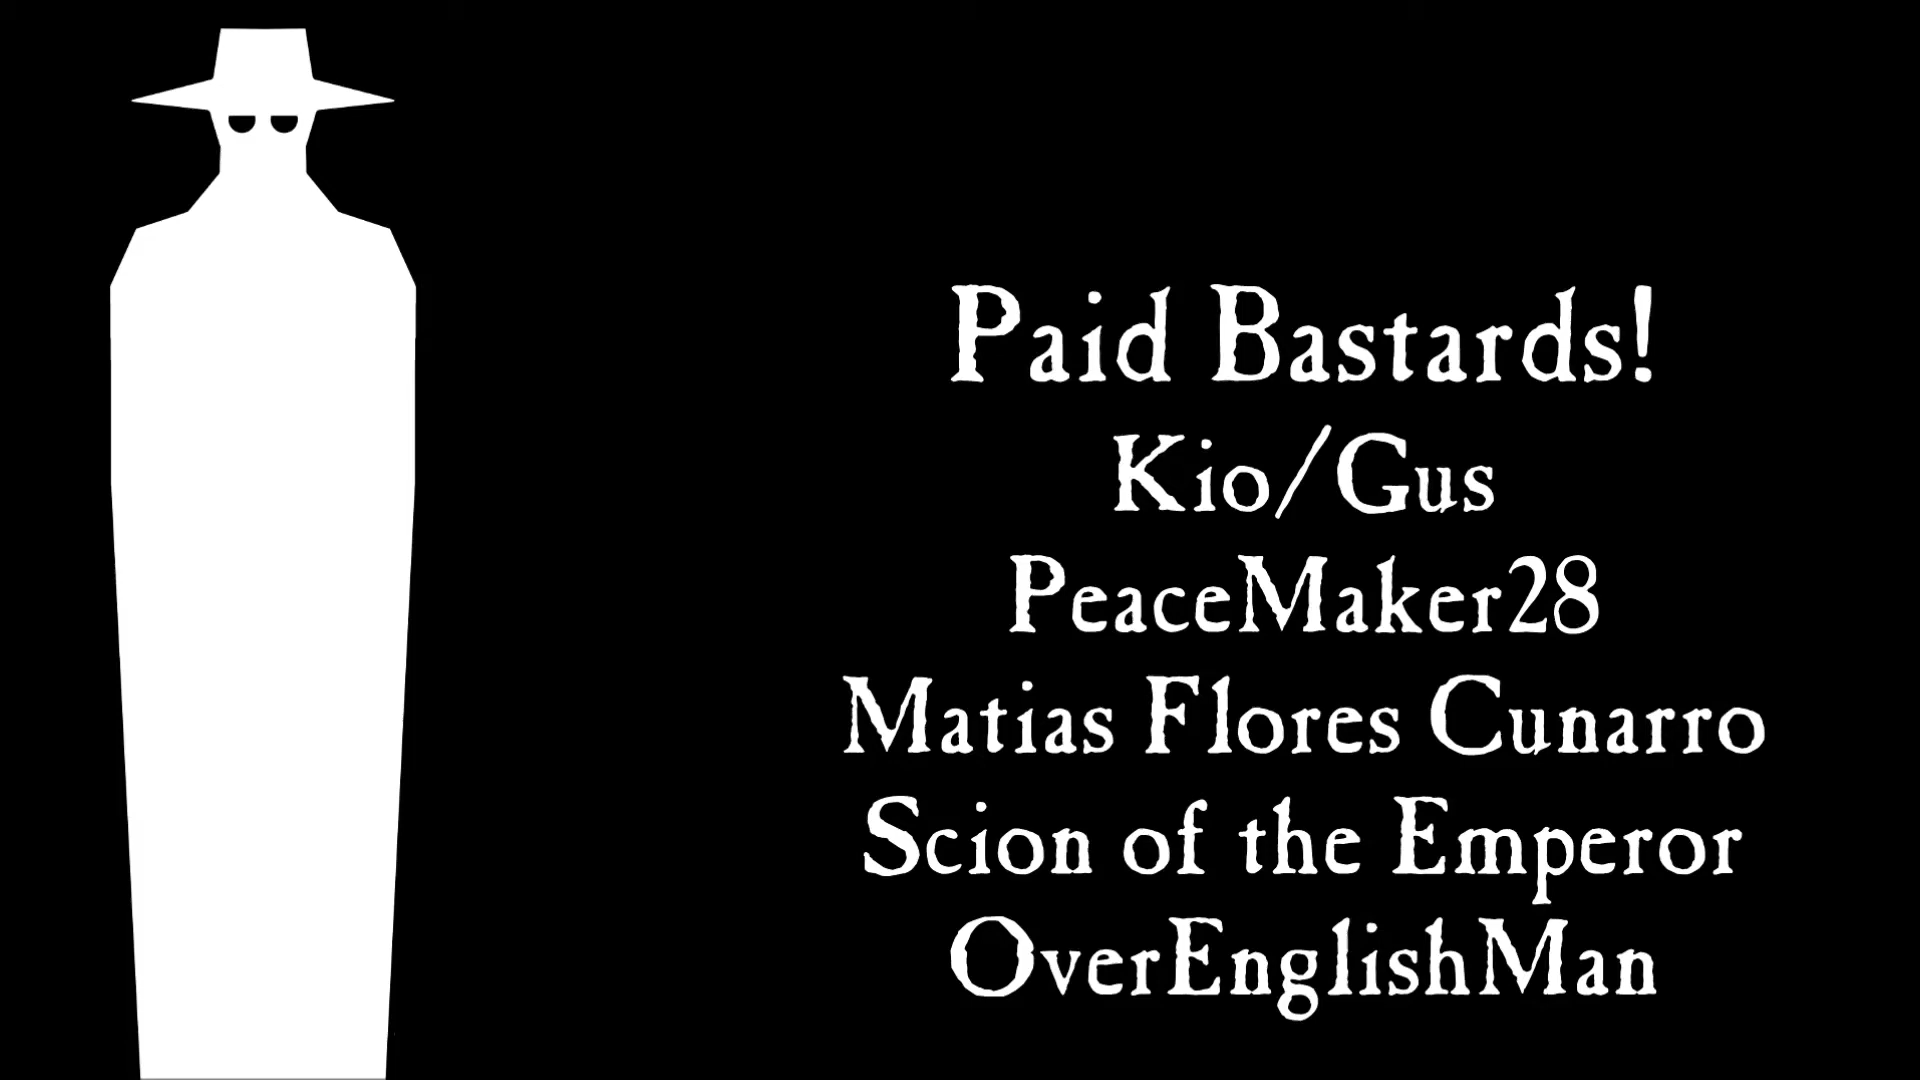 Paid Bastards!
Kio/Gus
PeaceMaker28
Matias Flores Cunarro
Scion of the Emperor
OverEnglishMan